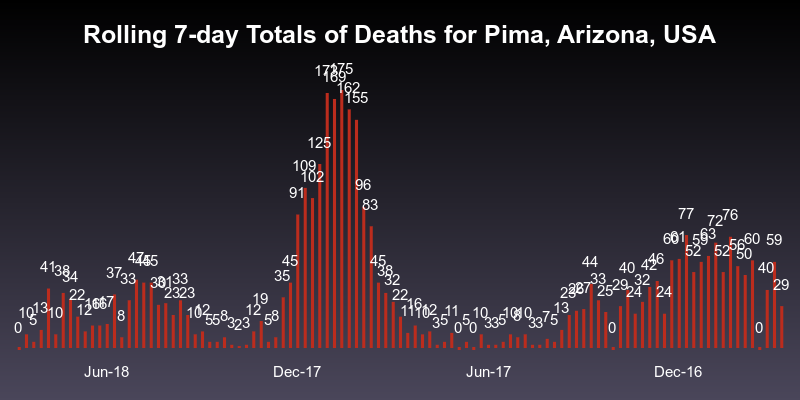 Rolling 7-day Totals of Deaths for Pima, Arizona, USA
0 10 5 13 41 10 38 34 22 12 16 16 17 37 8 33 47 45 45 30 31 23 33 23 10 12 5 5 8 3 2 3 12 19 5 8 35 45 91 109 102 125 169 175 162 155 96 83 45 38 32 22 11 16 10 12 3 5 11 0 5 0 10 3 3 5 10 8 10 3 3 7 5 13 27 44 33 25 0 29 40 24 32 42 46 24 60 61 77 52 59 63 72 52 76 56 50 60 0 40 59 29
Jun-18 Dec-17 Jun-17 Dec-16